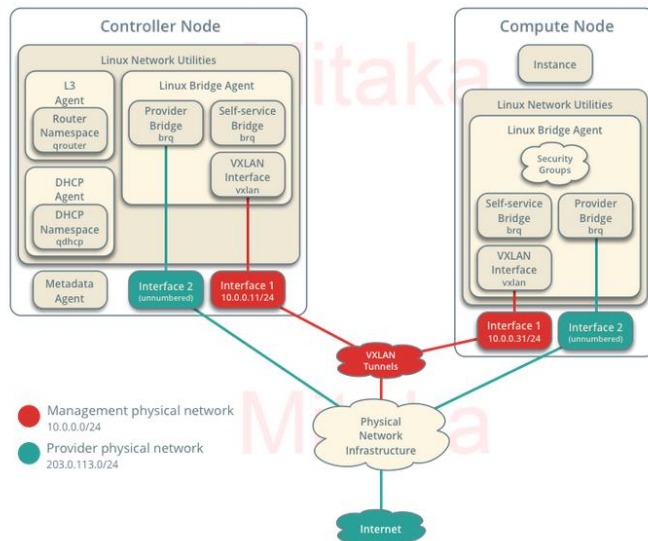 Controller Node
Linux Network Utilities
L3
Agent
Router
Namespace
qrouter
DHCP
Agent
DHCP
Namespace
qdhcp
Linux Bridge Agent
Provider
Bridge
brq
Self-service
Bridge
brq
VXLAN
Interface
vxlan
Metadata
Agent
Interface 2
(unnumbered)
Interface 1
10.0.0.11/24
Compute Node
Instance
Linux Network Utilities
Linux Bridge Agent
Security
Groups
Self-service
Bridge
brq
Provider
Bridge
brq
VXLAN
Interface
vxlan
Interface 1
10.0.0.31/24
Interface 2
(unnumbered)
Mitaka
VXLAN
Tunnels
Mitaka
Physical
Network
Infrastructure
Internet
Management physical network
10.0.0.0/24
Provider physical network
203.0.113.0/24